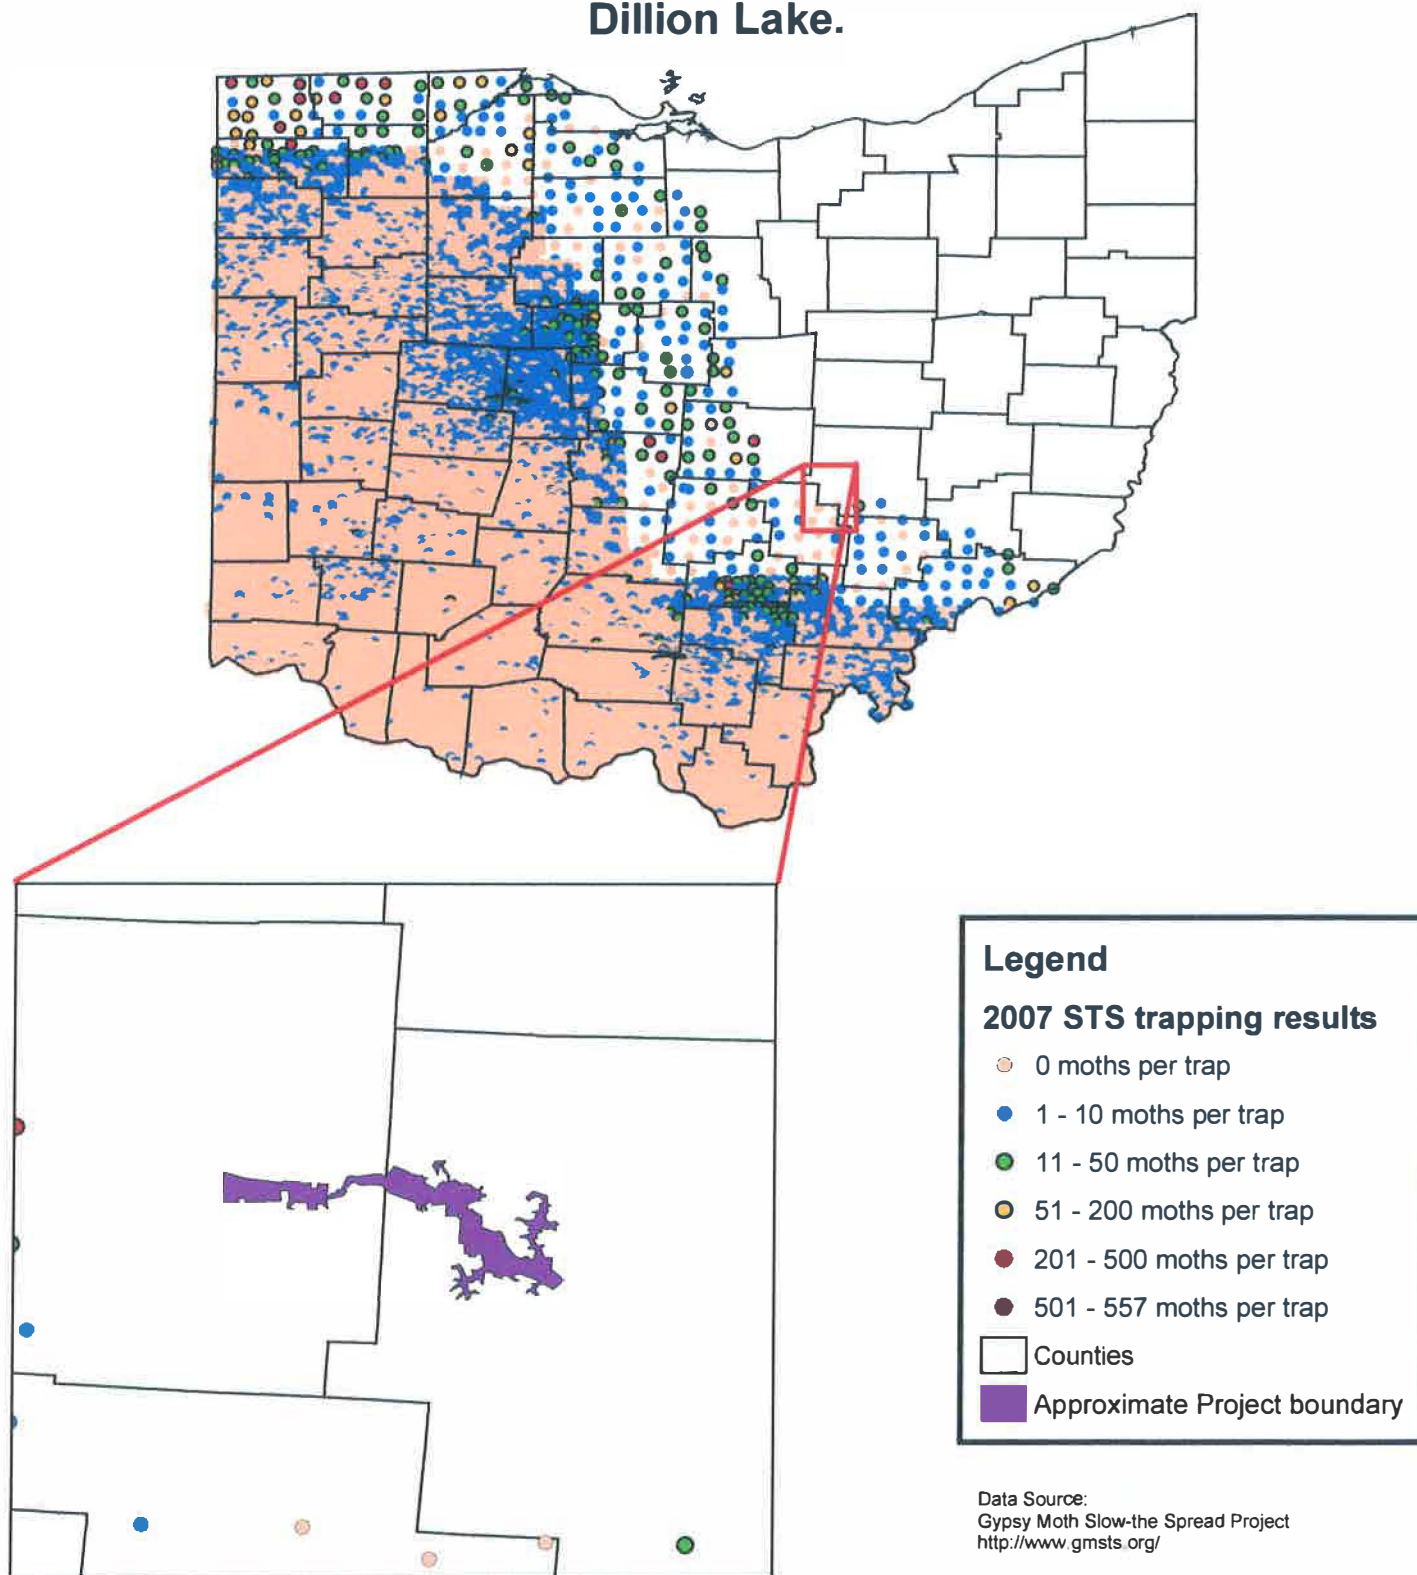 Dillion Lake.
Legend
2007 STS trapping results
0 moths per trap
1 - 10 moths per trap
11 - 50 moths per trap
51 - 200 moths per trap
201 - 500 moths per trap
501 - 557 moths per trap
Counties
Approximate Project boundary
Data Source:
Gypsy Moth Slow-the Spread Project
http://www.gmsts.org/